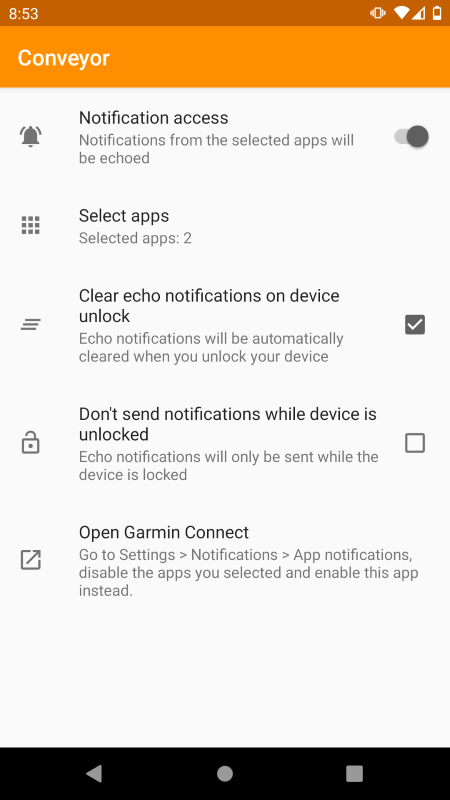 8:53
Conveyor
Notification access
Notifications from the selected apps will
be echoed
Select apps
Selected apps: 2
Clear echo notifications on device
unlock
Echo notifications will be automatically
cleared when you unlock your device
Don't send notifications while device is
unlocked
Echo notifications will only be sent while the
device is locked
Open Garmin Connect
Go to Settings > Notifications > App notifications,
disable the apps you selected and enable this app
instead.